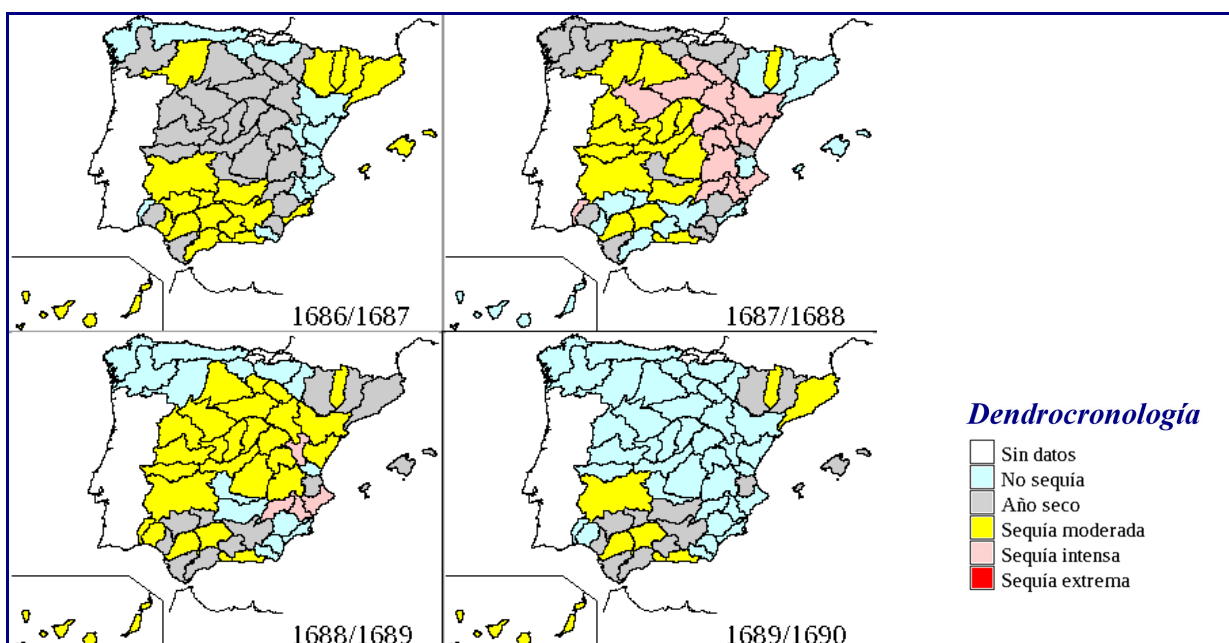 1686/1687
1687/1688
1688/1689
1689/1690
Dendrocronología
Sin datos
No sequía
Año seco
Sequía moderada
Sequía intensa
Sequía extrema